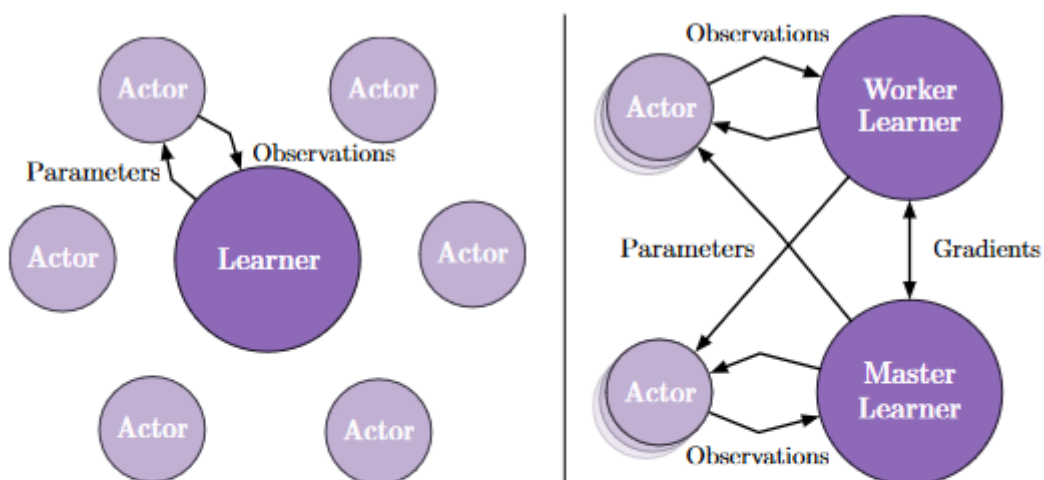 Actor
Actor
Parameters
Observations
Actor
Learner
Actor
Actor
Actor
Observations
Actor
Worker
Learner
Parameters
Gradients
Actor
Master
Learner
Observations